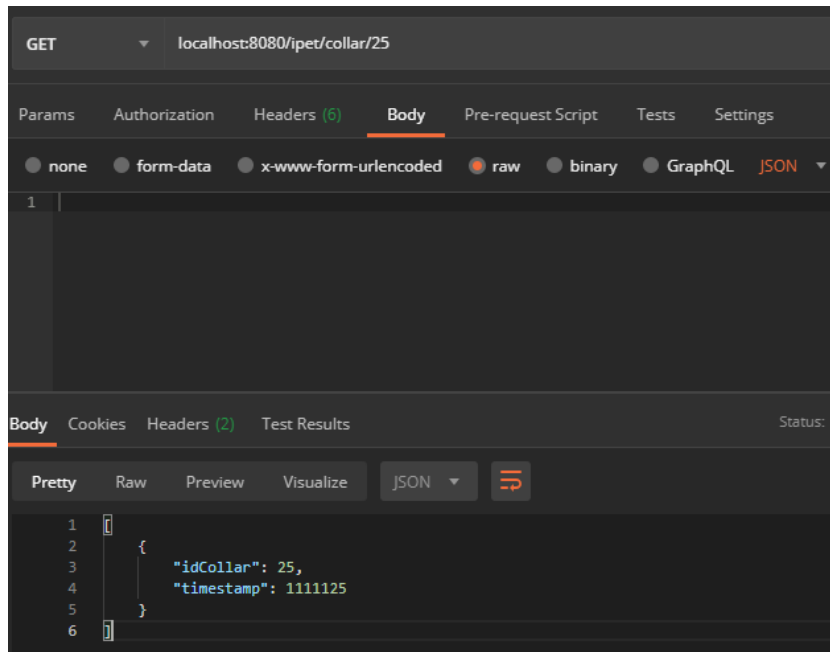 GET localhost:8080/ipet/collar/25
Params Authorization Headers (6) Body Pre-request Script Tests Settings
none form-data x-www-form-urlencoded raw binary GraphQL JSON
1
Body Cookies Headers (2) Test Results Status:
Pretty Raw Preview Visualize JSON
1 [
2 {
3 "idCollar": 25,
4 "timestamp": 1111125
5 }
6 ]